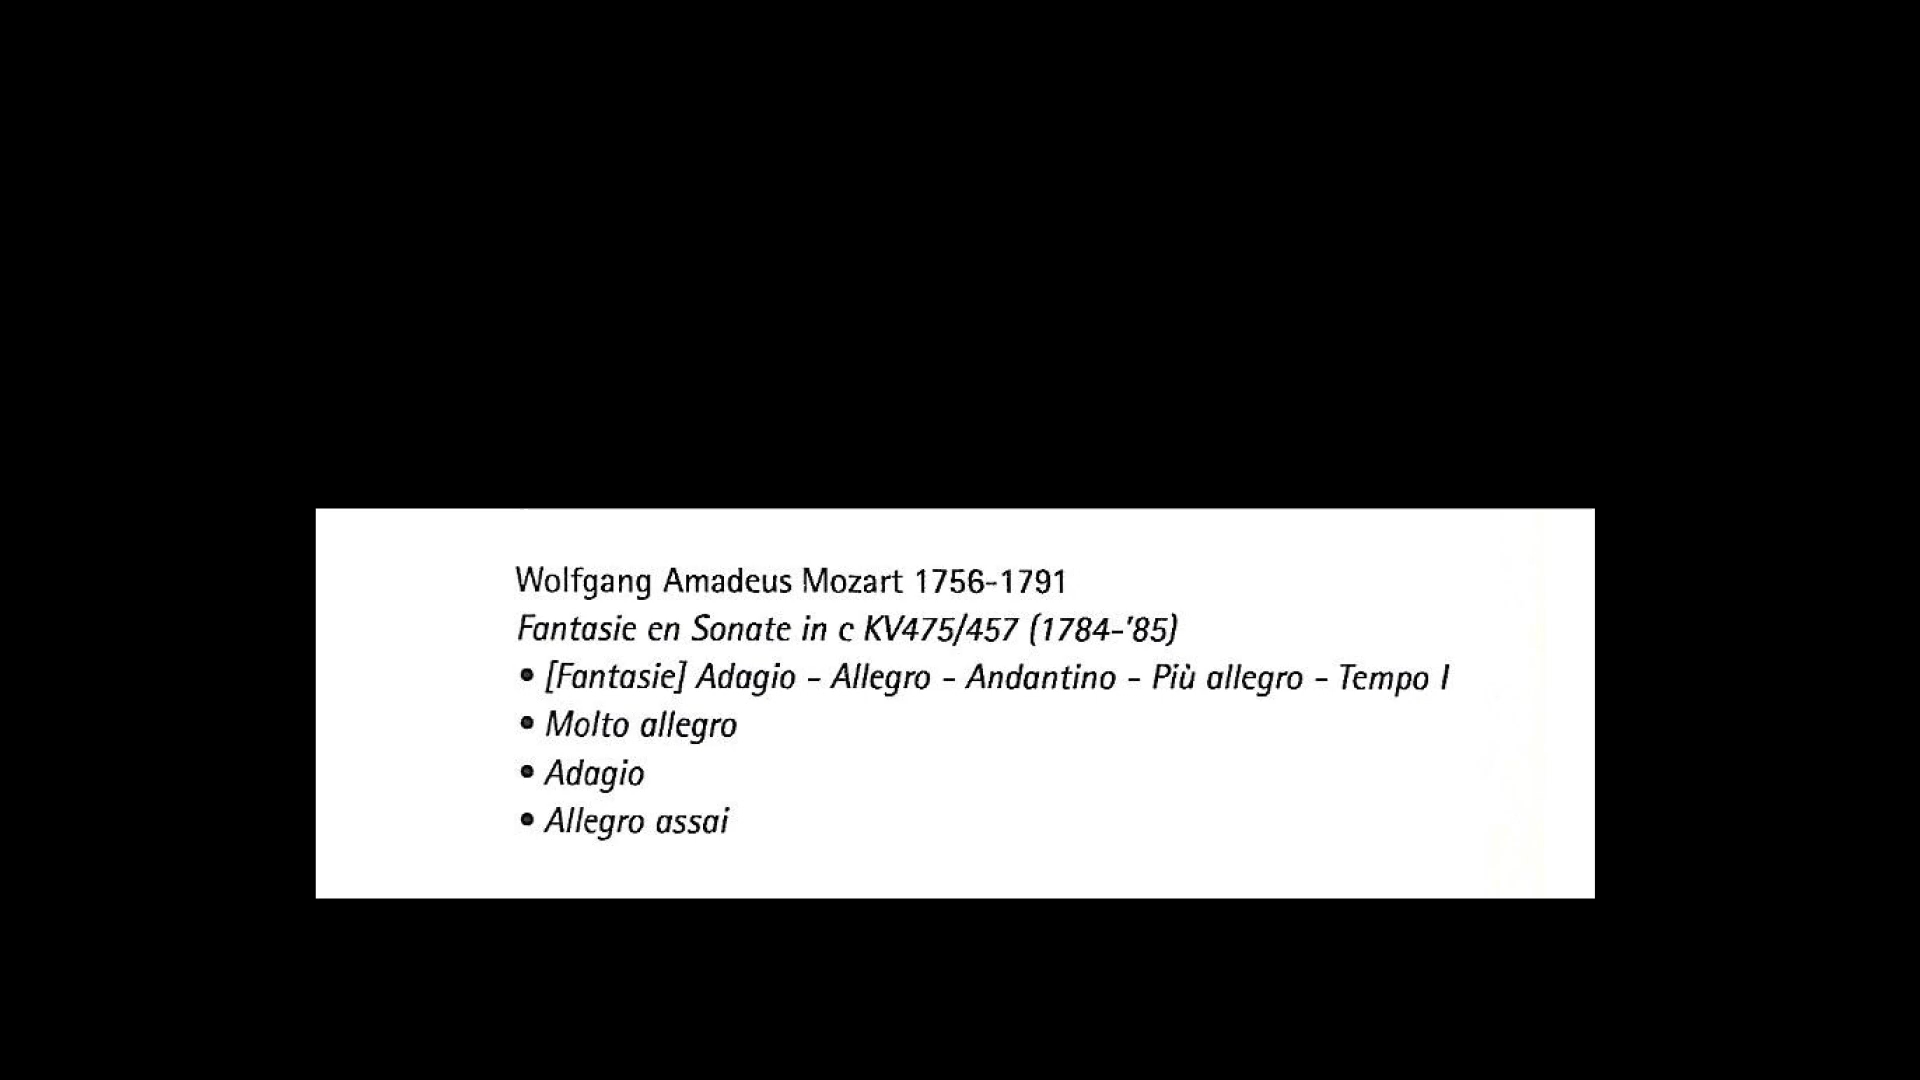 Wolfgang Amadeus Mozart 1756-1791
Fantasie en Sonate in c KV475/457 (1784-'85)
• [Fantasie] Adagio - Allegro - Andantino - Più allegro - Tempo I
• Molto allegro
• Adagio
• Allegro assai